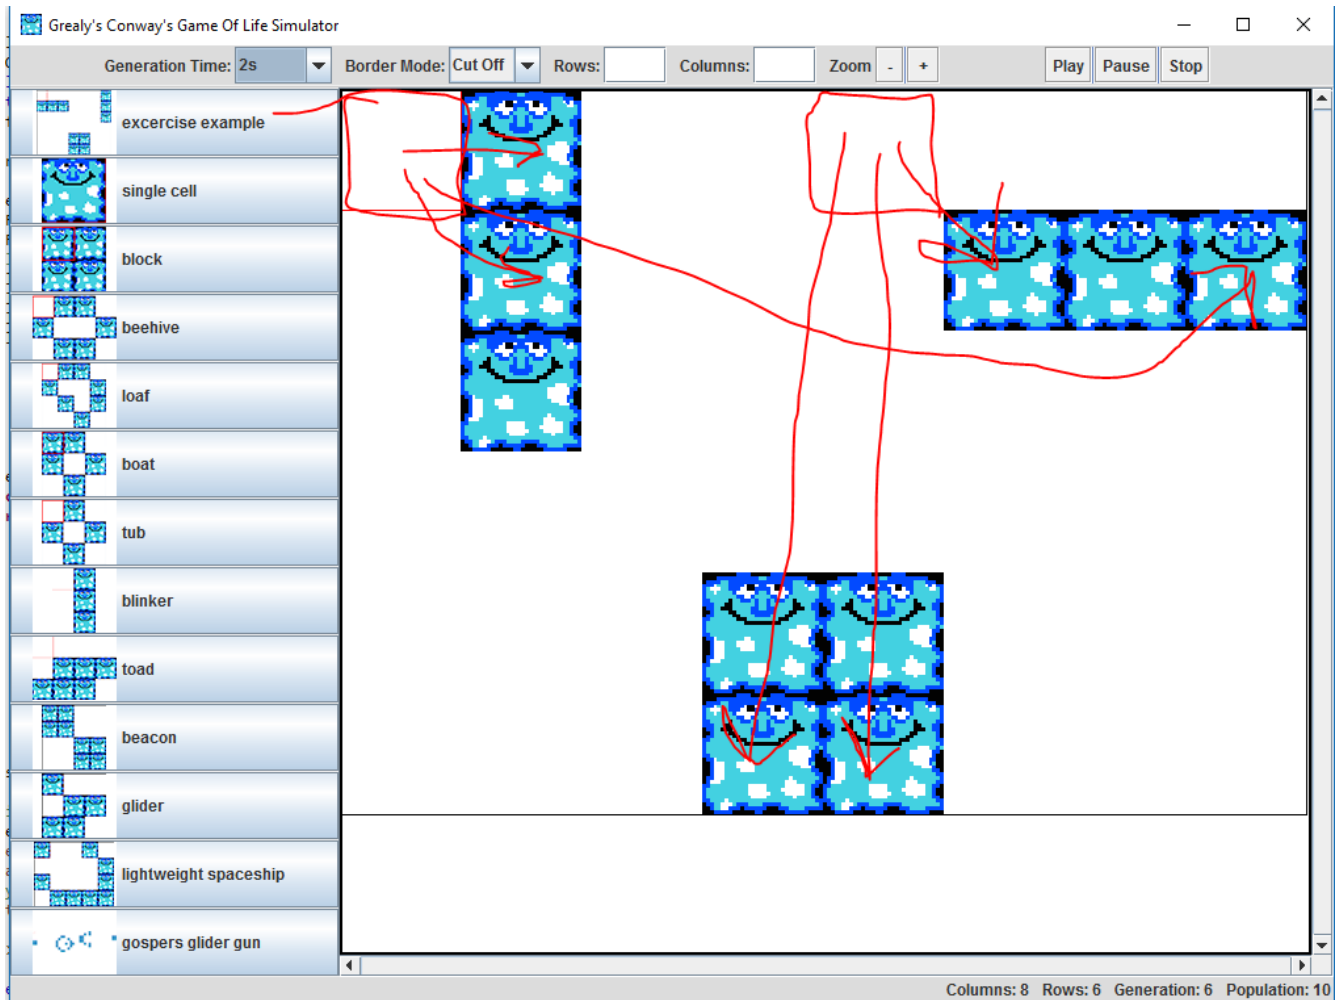 Grealy's Conway's Game Of Life Simulator
Generation Time: 2s Border Mode: Cut Off Rows: Columns: Zoom - + Play Pause Stop
excercise example
single cell
block
beehive
loaf
boat
tub
blinker
toad
beacon
glider
lightweight spaceship
gospers glider gun
Columns: 8 Rows: 6 Generation: 6 Population: 10